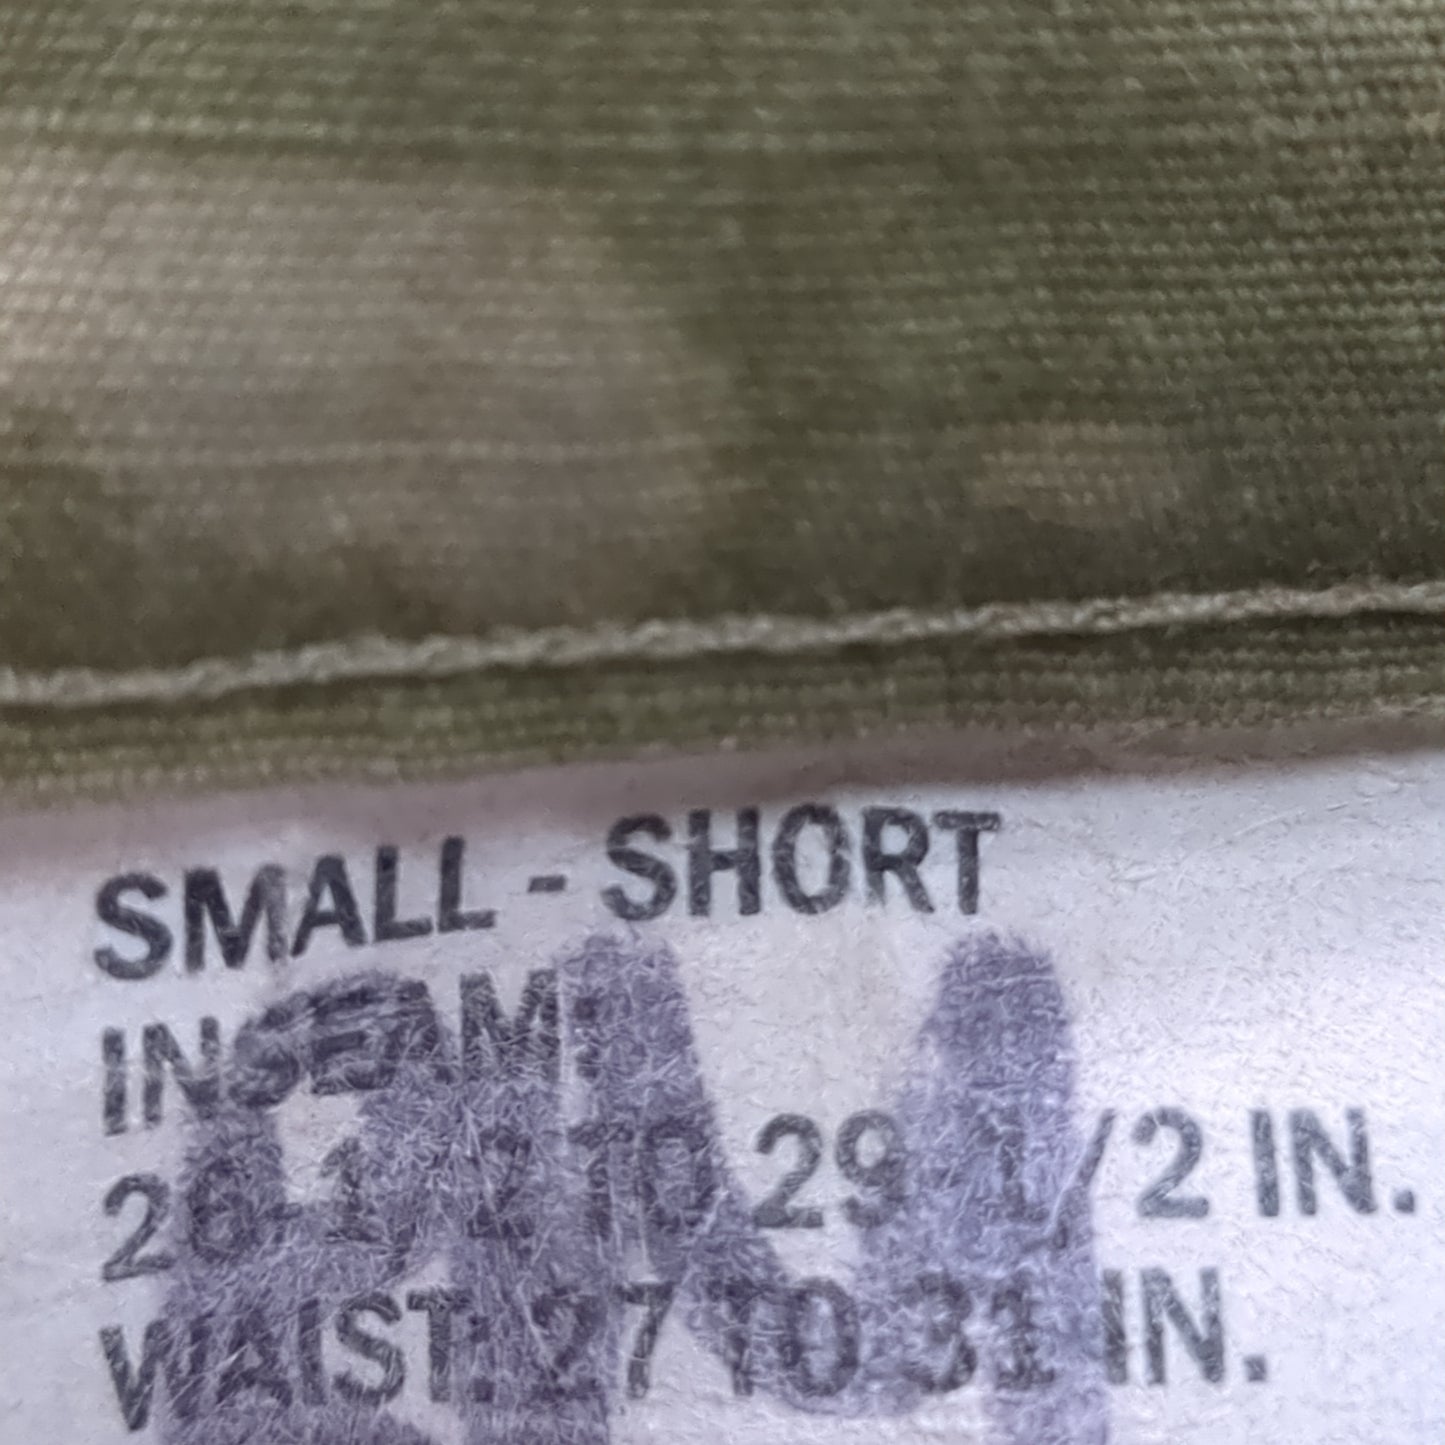 SMALL - SHORT
INSEAM:
26 1/2 TO 29 1/2 IN.
WAIST: 27 TO 31 IN.